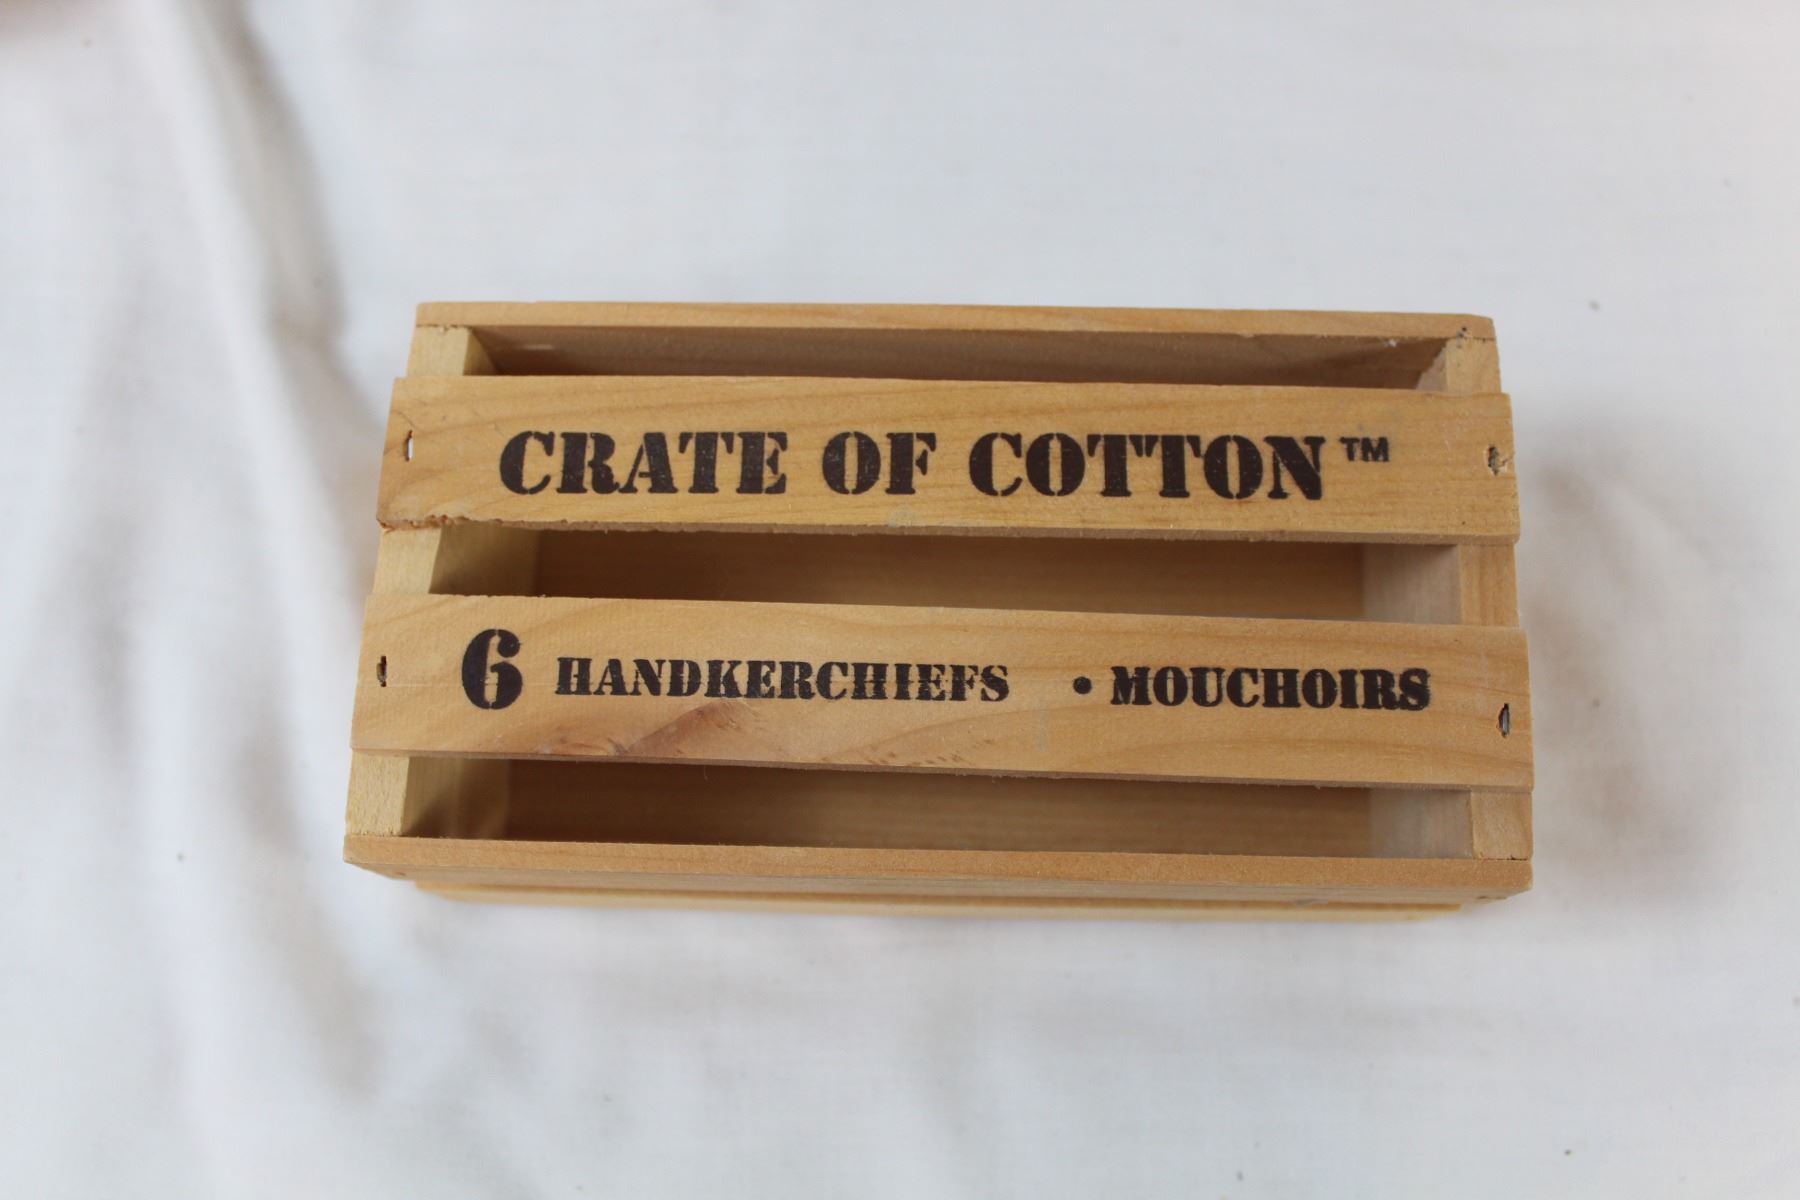 CRATE OF COTTON™
6 HANDKERCHIEFS • MOUCHOIRS